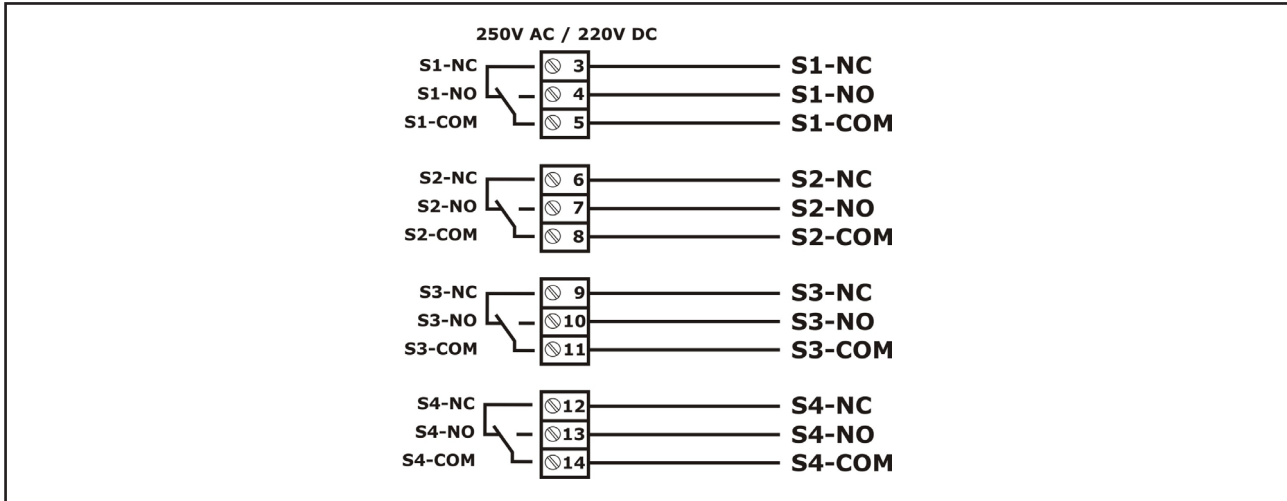 250V AC / 220V DC
S1-NC 3 S1-NC
S1-NO 4 S1-NO
S1-COM 5 S1-COM
S2-NC 6 S2-NC
S2-NO 7 S2-NO
S2-COM 8 S2-COM
S3-NC 9 S3-NC
S3-NO 10 S3-NO
S3-COM 11 S3-COM
S4-NC 12 S4-NC
S4-NO 13 S4-NO
S4-COM 14 S4-COM